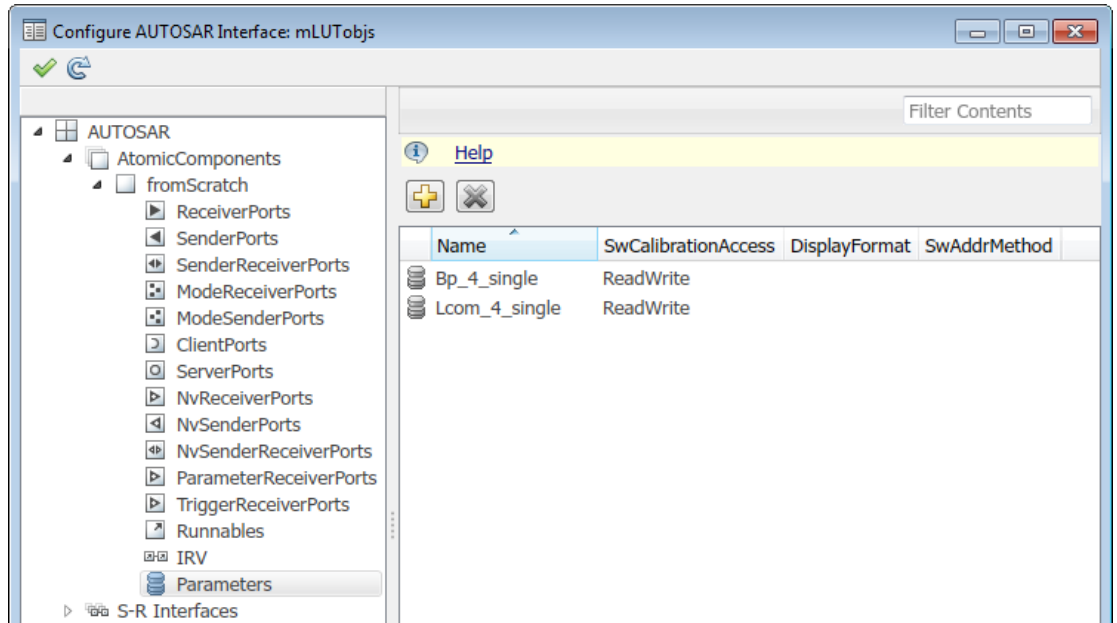 Configure AUTOSAR Interface: mLUTobjs
Filter Contents
AUTOSAR
AtomicComponents
fromScratch
ReceiverPorts
SenderPorts
SenderReceiverPorts
ModeReceiverPorts
ModeSenderPorts
ClientPorts
ServerPorts
NvReceiverPorts
NvSenderPorts
NvSenderReceiverPorts
ParameterReceiverPorts
TriggerReceiverPorts
Runnables
IRV
Parameters
S-R Interfaces
Help
Name SwCalibrationAccess DisplayFormat SwAddrMethod
Bp_4_single ReadWrite
Lcom_4_single ReadWrite